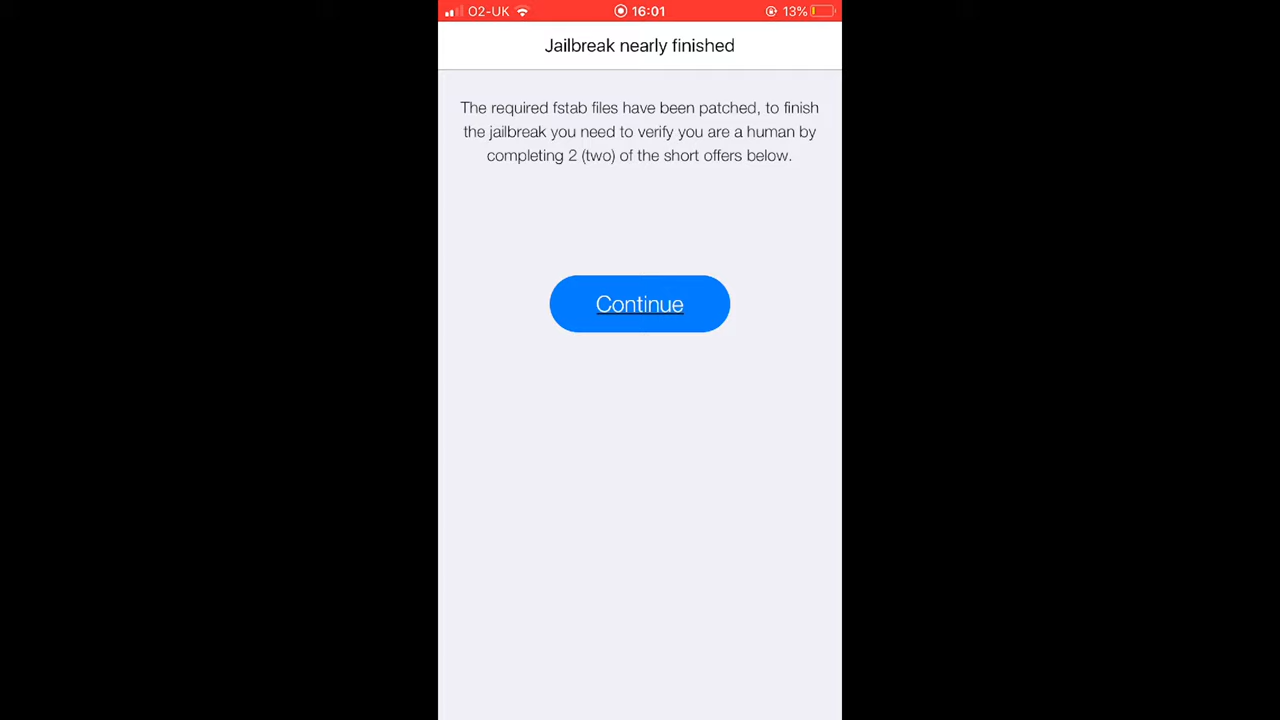 O2-UK 16:01 13%
Jailbreak nearly finished
The required fstab files have been patched, to finish
the jailbreak you need to verify you are a human by
completing 2 (two) of the short offers below.
Continue